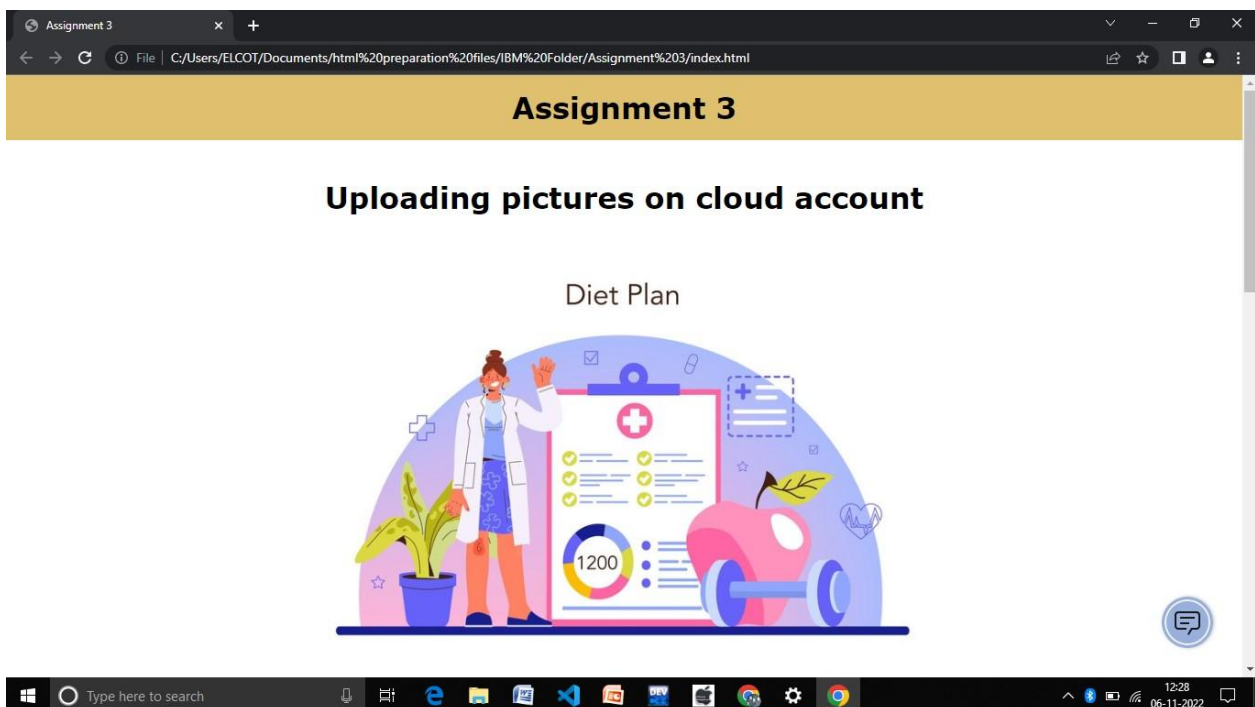 Assignment 3
File | C:/Users/ELCOT/Documents/html%20preparation%20files/IBM%20Folder/Assignment%203/index.html
Assignment 3
Uploading pictures on cloud account
Diet Plan
1200
Type here to search
DEV
12:28
06-11-2022